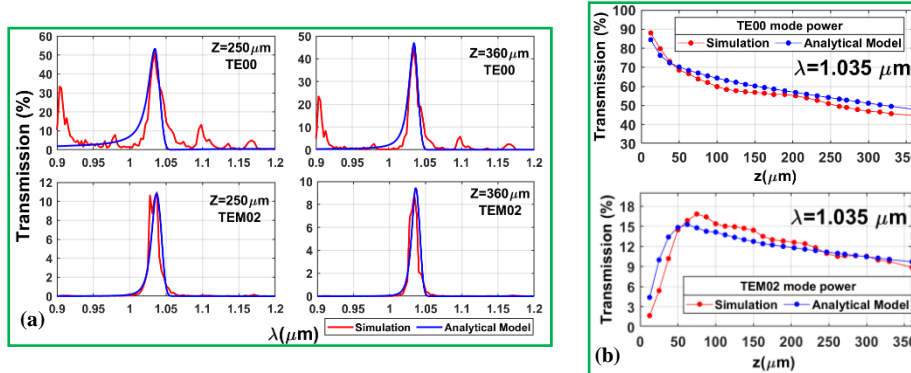 Transmission (%)
60
50
40
30
20
10
0
Z=250μm
TE00
0.9 0.95 1 1.05 1.1 1.15 1.2
60
50
40
30
20
10
0
Z=360μm
TE00
0.9 0.95 1 1.05 1.1 1.15 1.2
12
10
8
6
4
2
0
Z=250μm
TEM02
0.9 0.95 1 1.05 1.1 1.15 1.2
12
10
8
6
4
2
0
Z=360μm
TEM02
0.9 0.95 1 1.05 1.1 1.15 1.2
(a)
λ(μm)
Simulation Analytical Model
Transmission (%)
100
90
80
70
60
50
40
30
TE00 mode power
Simulation Analytical Model
λ=1.035 μm
0 50 100 150 200 250 300 350
z(μm)
Transmission (%)
18
15
12
9
6
3
0
λ=1.035 μm
TEM02 mode power
Simulation Analytical Model
0 50 100 150 200 250 300 350
z(μm)
(b)